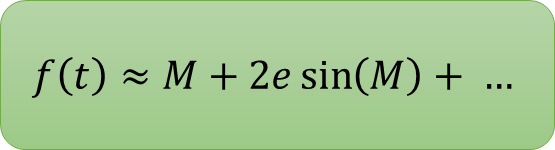 f(t) ≈ M + 2e sin(M) + …